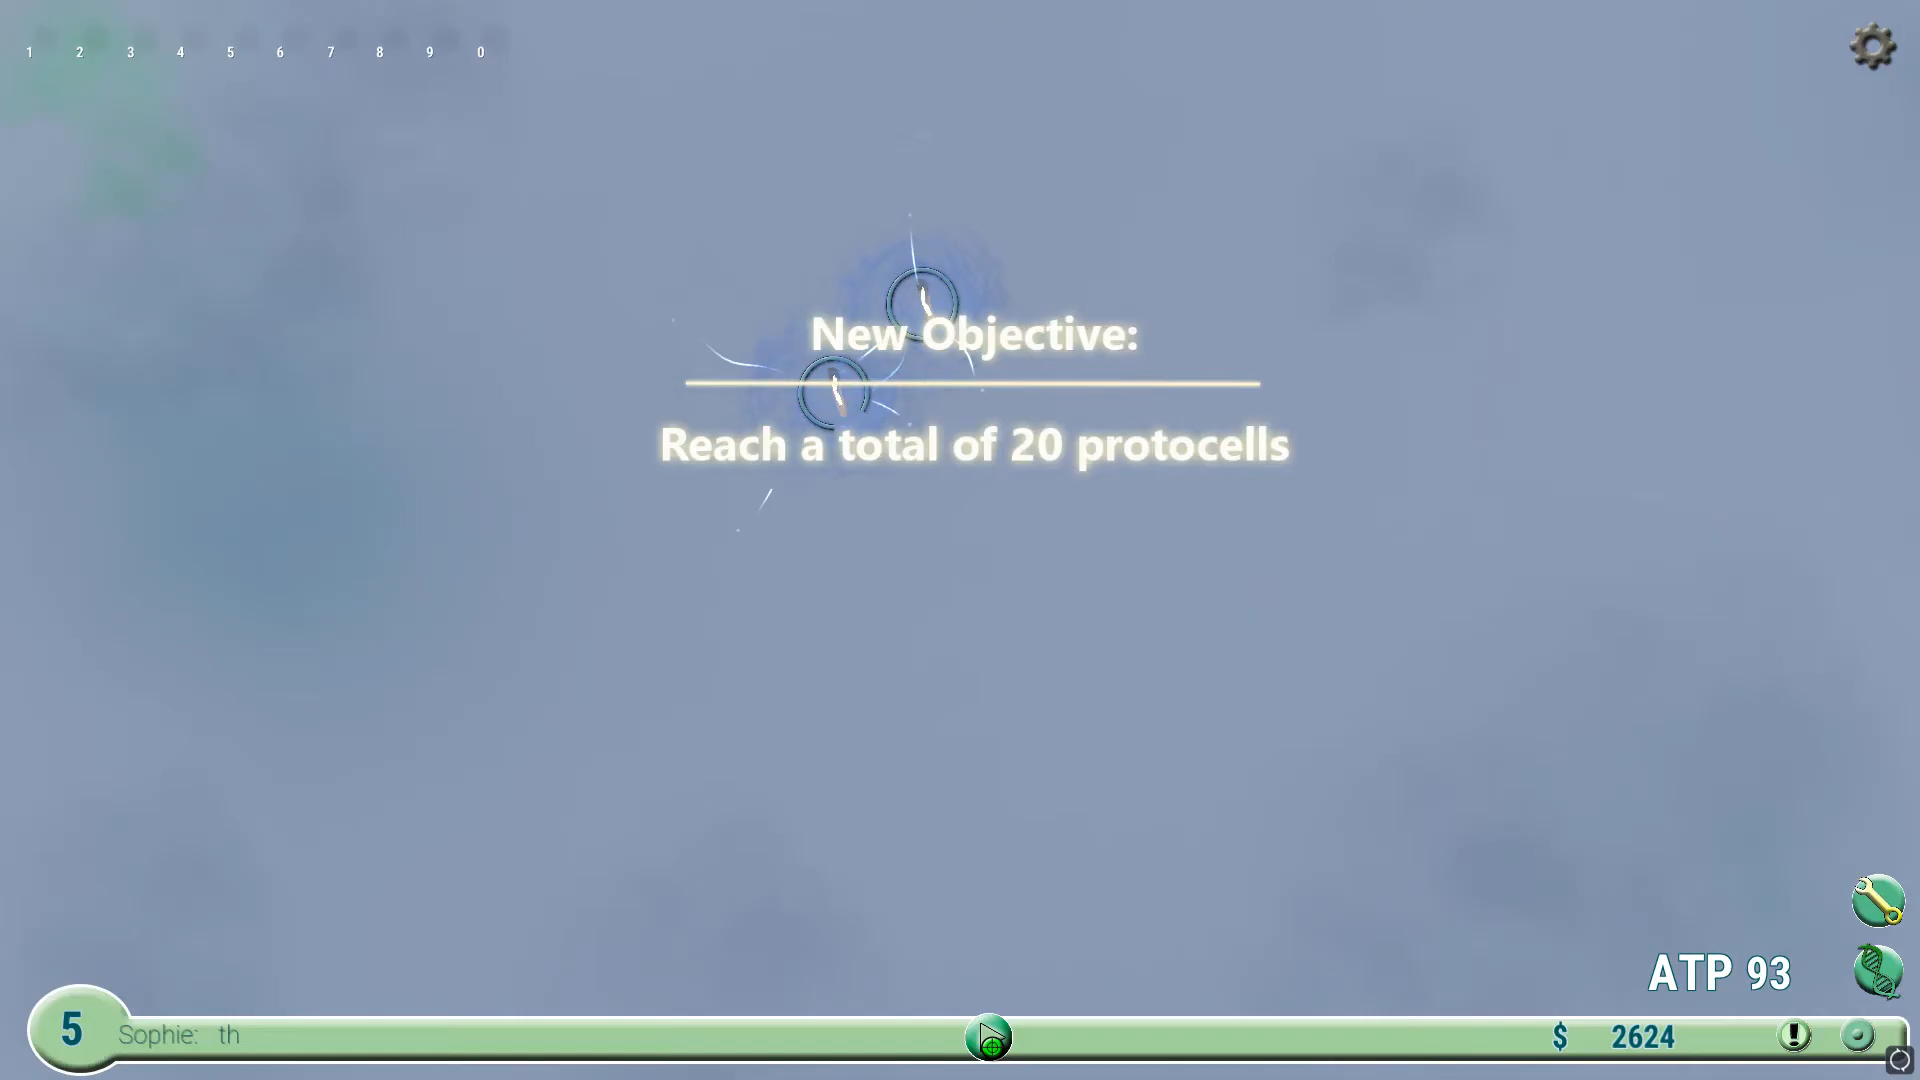 1 2 3 4 5 6 7 8 9 0
New Objective:
Reach a total of 20 protocells
ATP 93
5 Sophie: th $ 2624 !